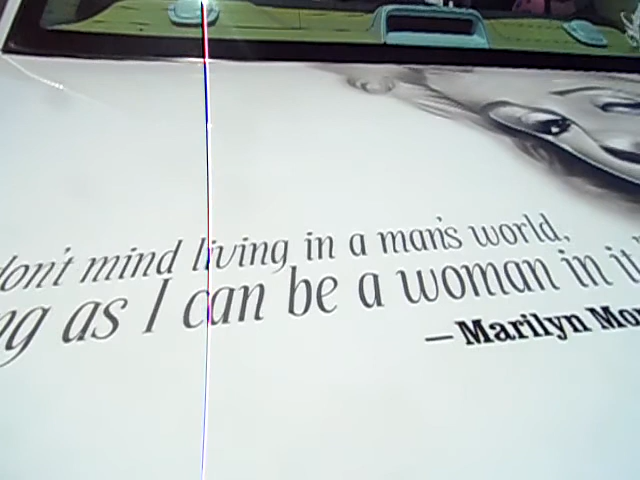 don't mind living in a man's world,
as I can be a woman in it
— Marilyn